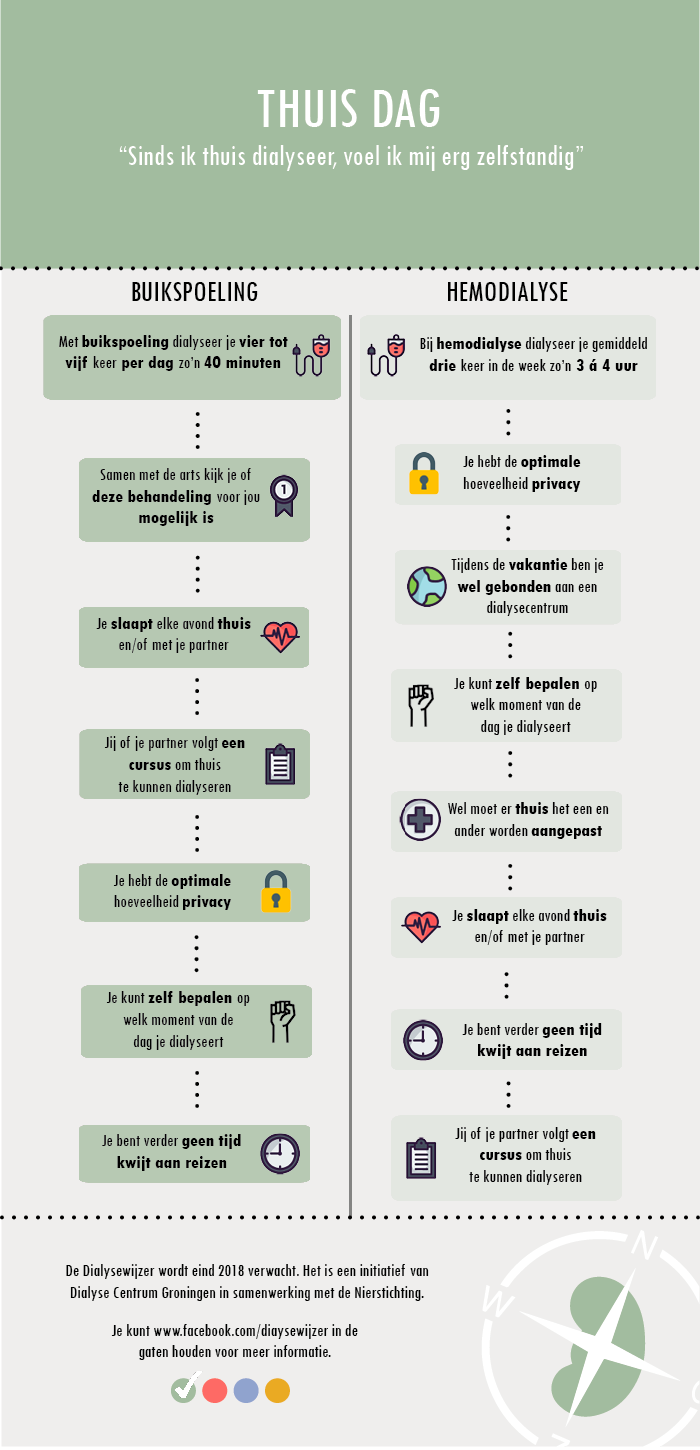 THUIS DAG
“Sinds ik thuis dialyseer, voel ik mij erg zelfstandig”
BUIKSPOELING
Met buikspoeling dialyseer je vier tot
vijf keer per dag zo'n 40 minuten
Samen met de arts kijk je of
deze behandeling voor jou
mogelijk is
1
Je slaapt elke avond thuis
en/of met je partner
Jij of je partner volgt een
cursus om thuis
te kunnen dialyseren
Je hebt de optimale
hoeveelheid privacy
Je kunt zelf bepalen op
welk moment van de
dag je dialyseert
Je bent verder geen tijd
kwijt aan reizen
HEMODIALYSE
Bij hemodialyse dialyseer je gemiddeld
drie keer in de week zo'n 3 á 4 uur
Je hebt de optimale
hoeveelheid privacy
Tijdens de vakantie ben je
wel gebonden aan een
dialysecentrum
Je kunt zelf bepalen op
welk moment van de
dag je dialyseert
Wel moet er thuis het een en
ander worden aangepast
Je slaapt elke avond thuis
en/of met je partner
Je bent verder geen tijd
kwijt aan reizen
Jij of je partner volgt een
cursus om thuis
te kunnen dialyseren
De Dialysewijzer wordt eind 2018 verwacht. Het is een initiatief van
Dialyse Centrum Groningen in samenwerking met de Nierstichting.
Je kunt www.facebook.com/diaysewijzer in de
gaten houden voor meer informatie.
N
W
O
Z